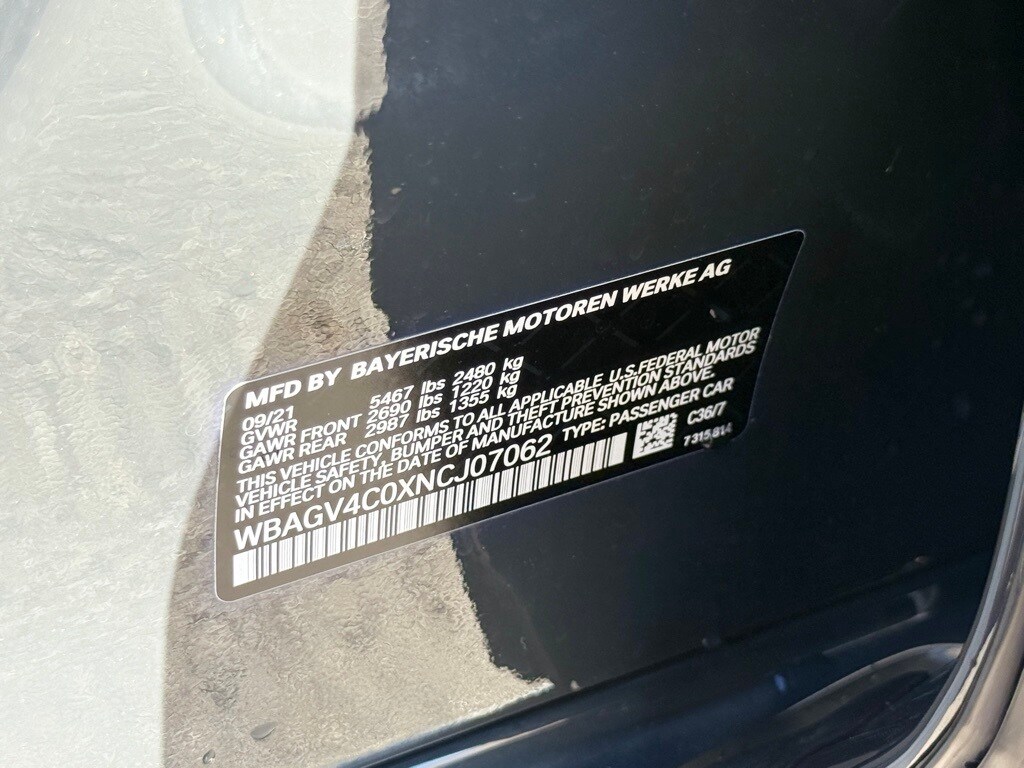 MFD BY BAYERISCHE MOTOREN WERKE AG
09/21
GVWR 5467 lbs 2480 kg
GAWR FRONT 2690 lbs 1220 kg
GAWR REAR 2987 lbs 1355 kg
THIS VEHICLE CONFORMS TO ALL APPLICABLE U.S.FEDERAL MOTOR
VEHICLE SAFETY, BUMPER AND THEFT PREVENTION STANDARDS
IN EFFECT ON THE DATE OF MANUFACTURE SHOWN ABOVE.
TYPE: PASSENGER CAR
WBAGV4C0XNCJ07062
C36/7
7315814